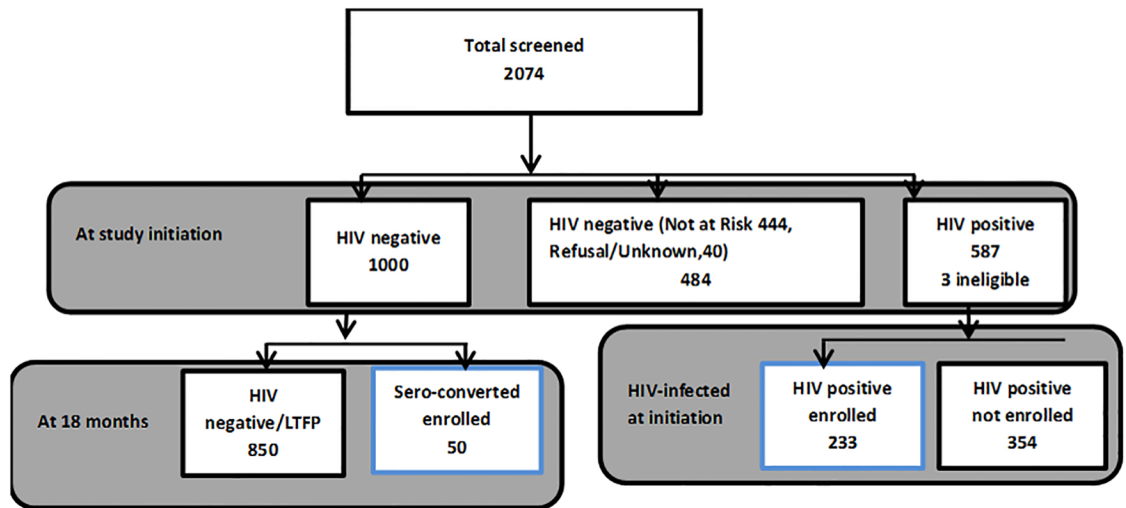 Total screened
2074
At study initiation
HIV negative
1000
HIV negative (Not at Risk 444,
Refusal/Unknown,40)
484
HIV positive
587
3 ineligible
At 18 months
HIV
negative/LTFP
850
Sero-converted
enrolled
50
HIV-infected
at initiation
HIV positive
enrolled
233
HIV positive
not enrolled
354